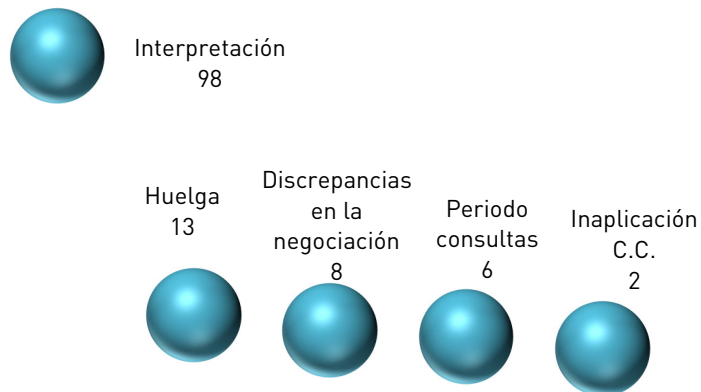 Interpretación
98
Huelga
13
Discrepancias
en la
negociación
8
Periodo
consultas
6
Inaplicación
C.C.
2